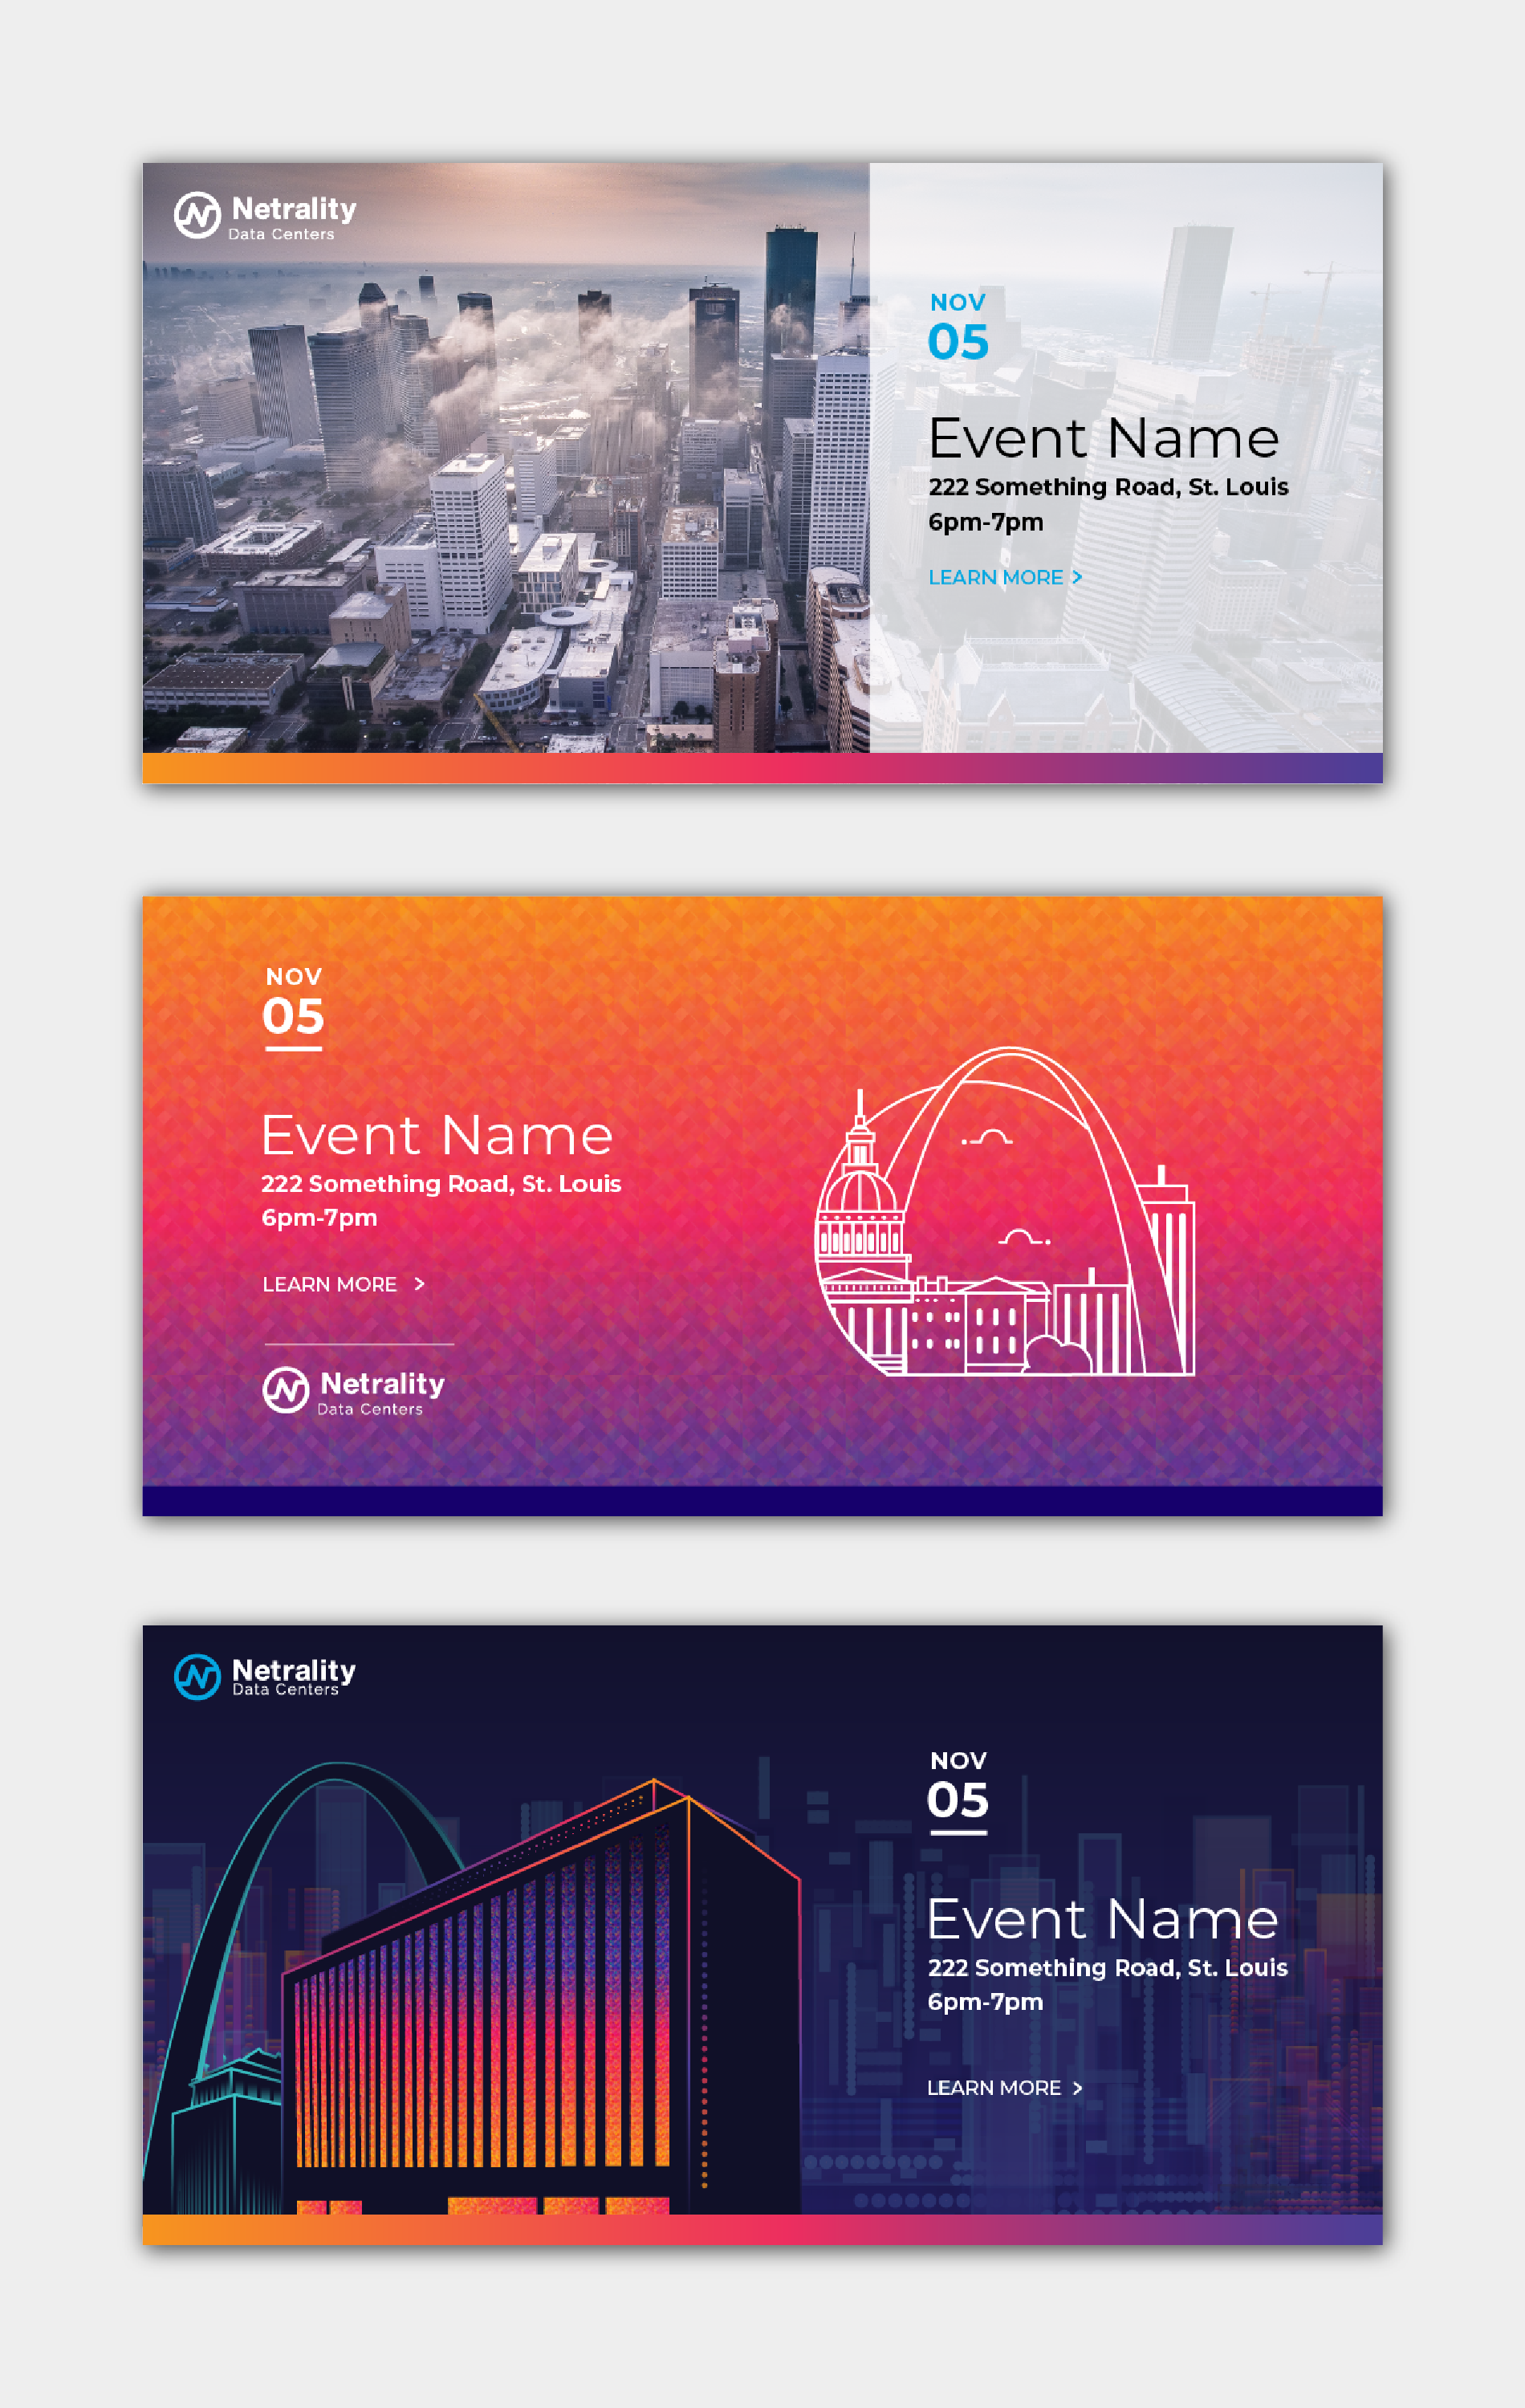 Netrality
Data Centers
NOV
05
Event Name
222 Something Road, St. Louis
6pm-7pm
LEARN MORE >
NOV
05
Event Name
222 Something Road, St. Louis
6pm-7pm
LEARN MORE >
Netrality
Data Centers
Netrality
Data Centers
NOV
05
Event Name
222 Something Road, St. Louis
6pm-7pm
LEARN MORE >